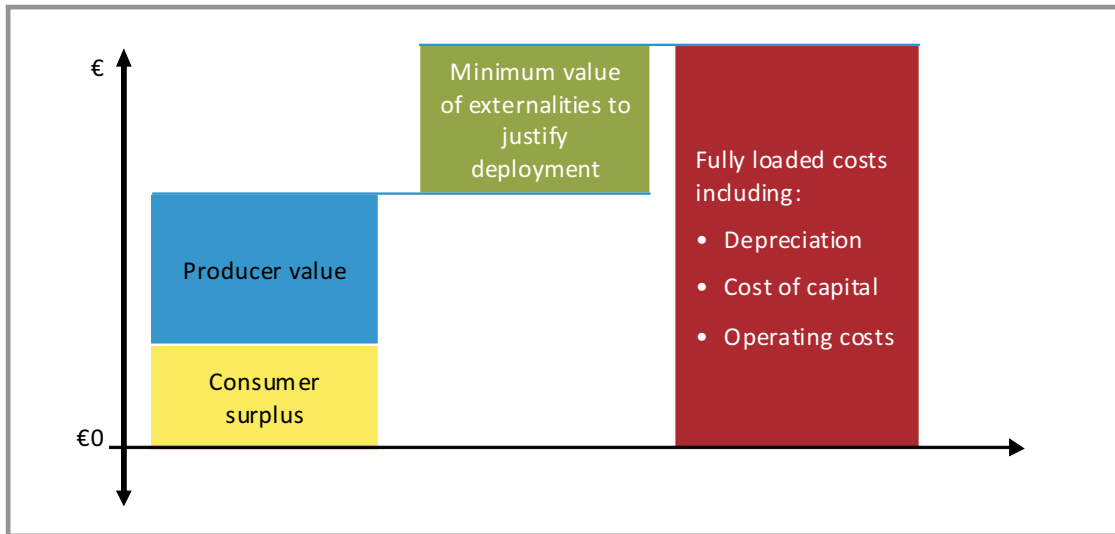 €
Minimum value
of externalities to
justify
deployment
Fully loaded costs
including:
• Depreciation
• Cost of capital
• Operating costs
Producer value
Consumer
surplus
€0